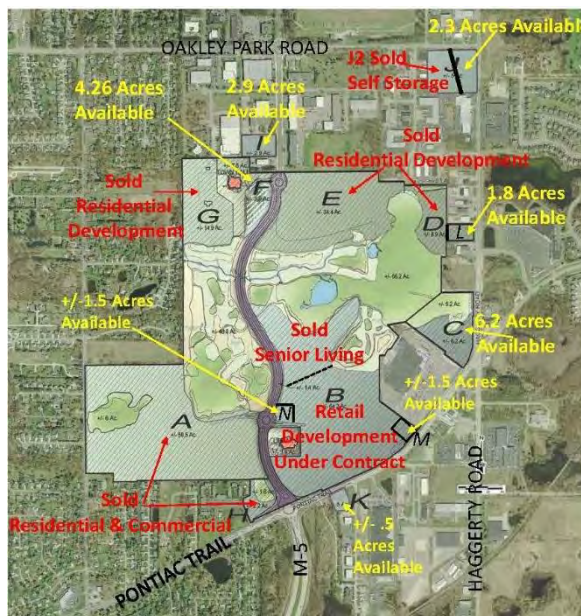 OAKLEY PARK ROAD
2.3 Acres Available
J2 Sold
Self Storage
4.26 Acres
Available
2.9 Acres
Available
I
Sold
Residential Development
Sold
Residential
Development
F
E
G
D
L
1.8 Acres
Available
+/-1.5 Acres
Available
C
6.2 Acres
Available
Sold
Senior Living
+/-1.5 Acres
Available
A
N
B
Retail
Development
Under Contract
M
Sold
Residential & Commercial
H
K
+/- .5
Acres
Available
PONTIAC TRAIL
M-5
HAGGERTY ROAD